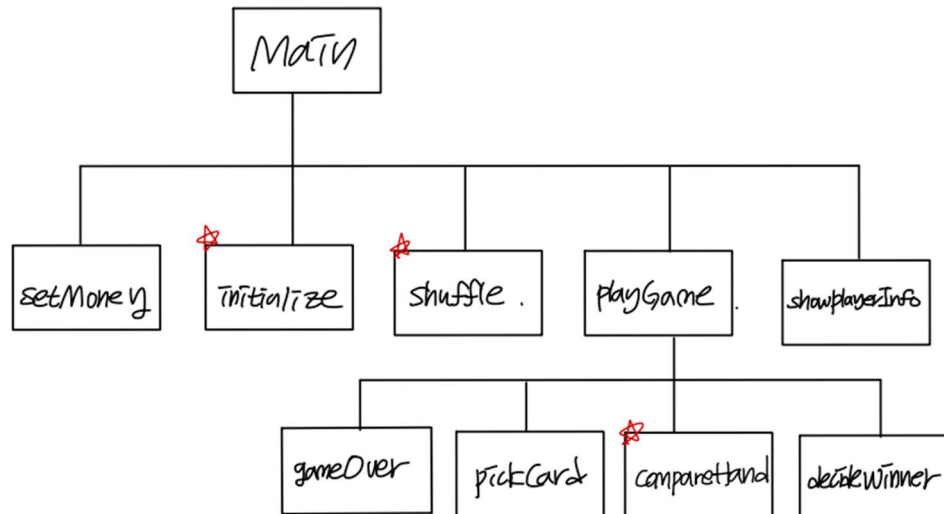 Main
setMoney
initialize
shuffle.
playGame.
showplayerInfo
gameOver
pickCard
compareHand
decideWinner